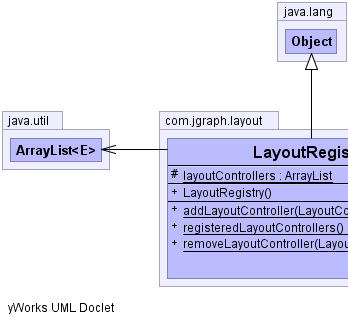 java.lang
Object
java.util
ArrayList<E>
com.jgraph.layout
LayoutRegis
# layoutControllers : ArrayList
+ LayoutRegistry()
+ addLayoutController(LayoutCo
+ registeredLayoutControllers()
+ removeLayoutController(Layou
yWorks UML Doclet